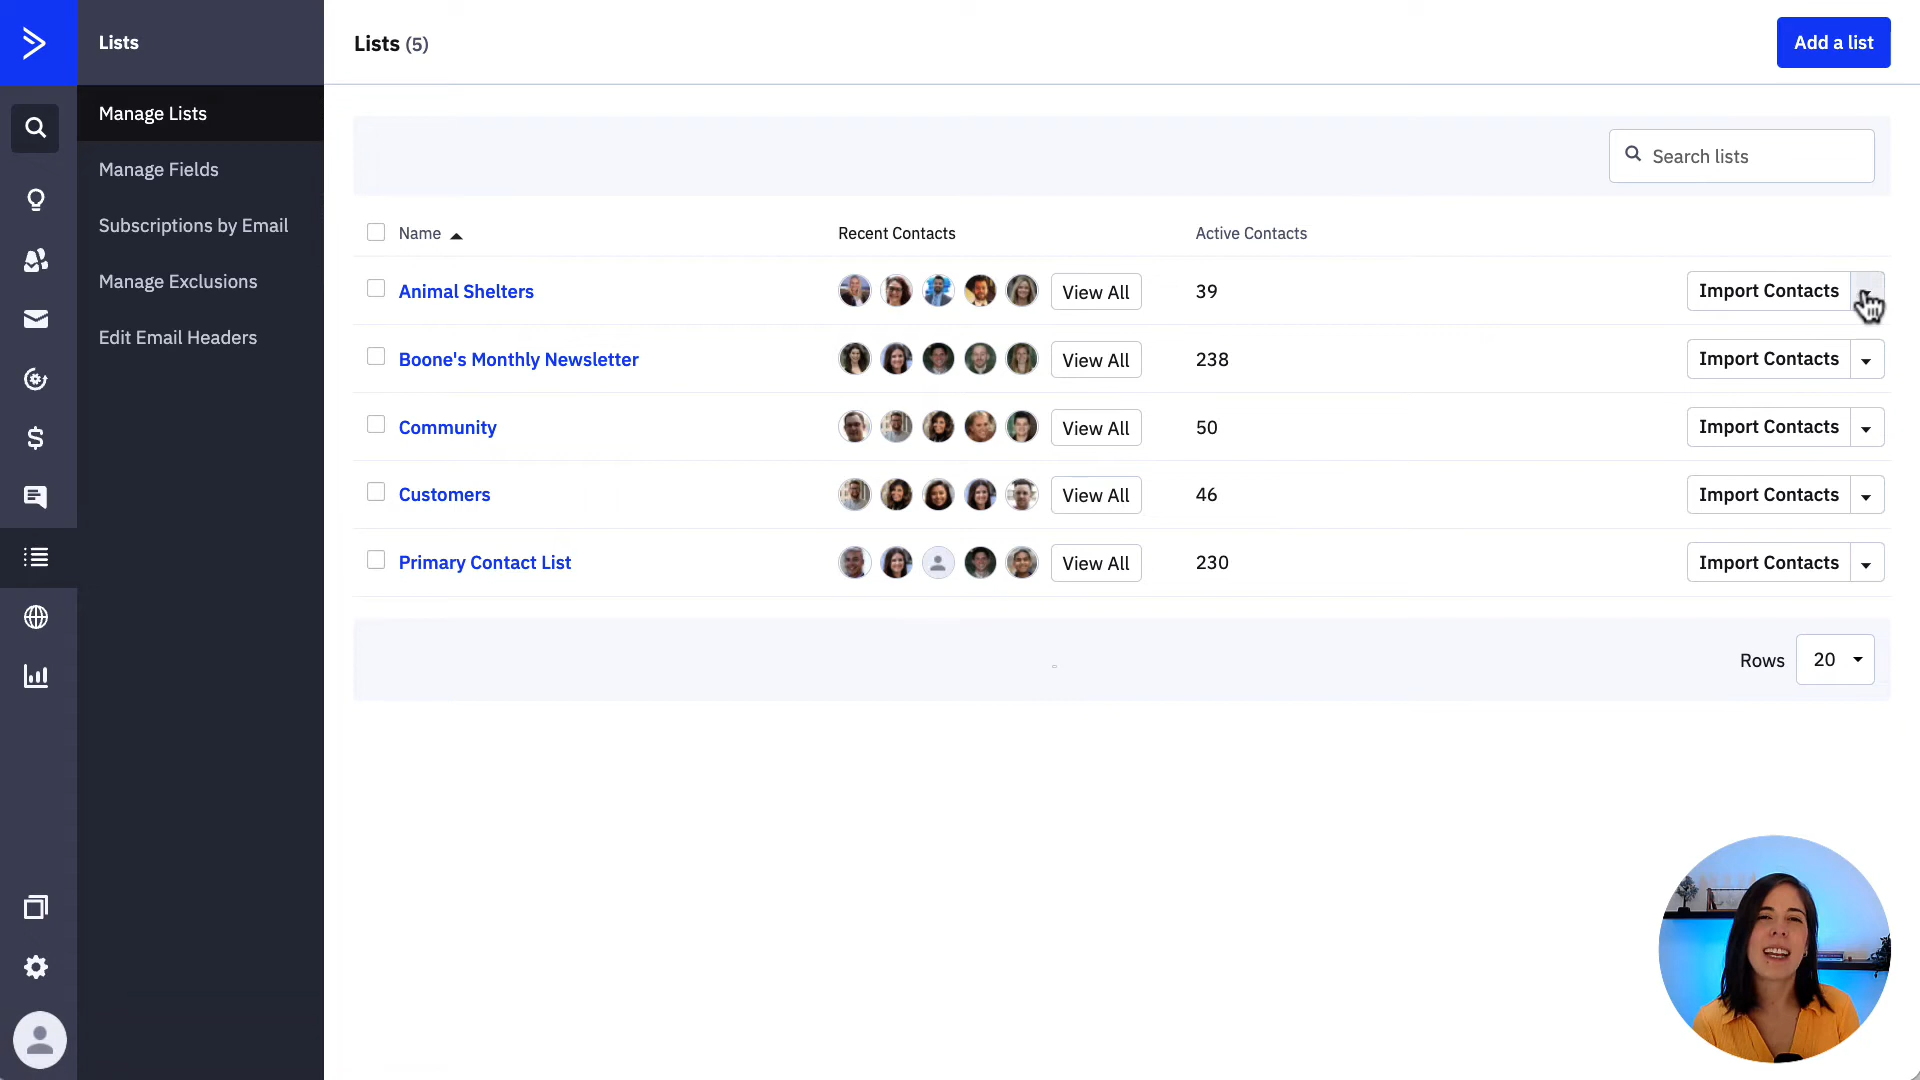 Lists
Lists (5)
Add a list
Manage Lists
Manage Fields
Subscriptions by Email
Manage Exclusions
Edit Email Headers
Search lists
Name Recent Contacts Active Contacts
Animal Shelters View All 39 Import Contacts
Boone's Monthly Newsletter View All 238 Import Contacts
Community View All 50 Import Contacts
Customers View All 46 Import Contacts
Primary Contact List View All 230 Import Contacts
Rows 20